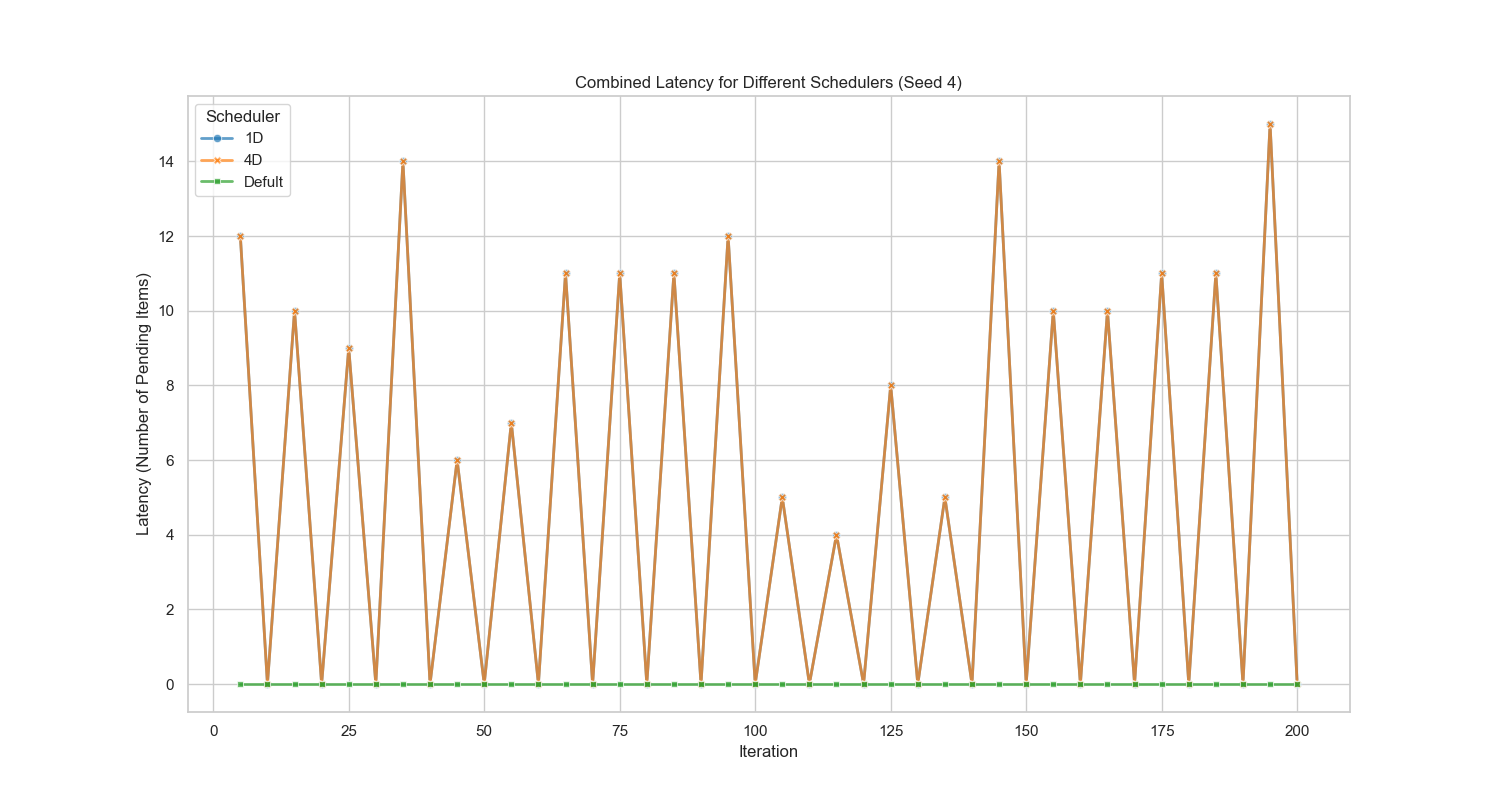 Combined Latency for Different Schedulers (Seed 4)
Scheduler
1D
4D
Defult
14
12
10
8
6
4
2
0
Latency (Number of Pending Items)
0 25 50 75 100 125 150 175 200
Iteration